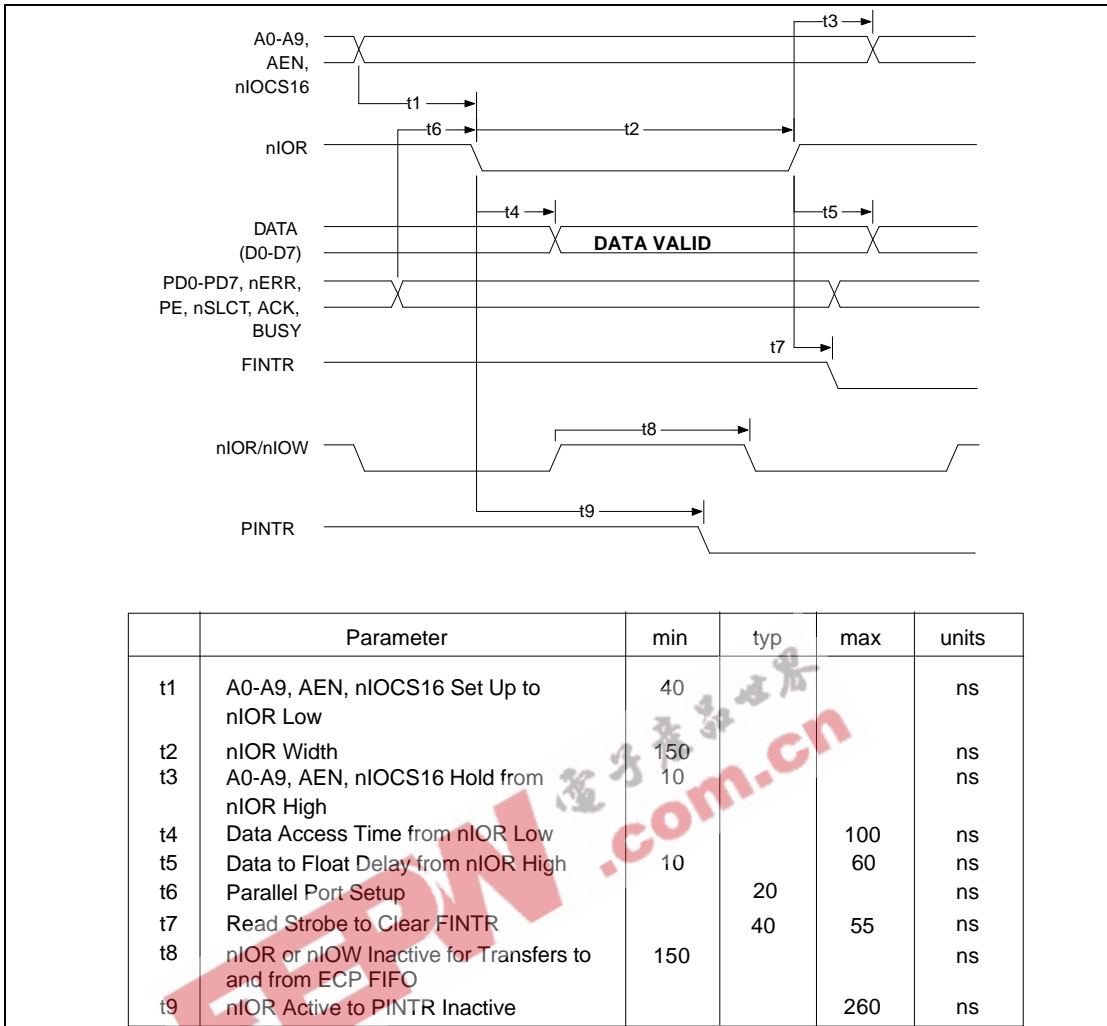 t3
A0-A9,
AEN,
nIOCS16
t1
t6
t2
nIOR
t4
t5
DATA
(D0-D7)
DATA VALID
PD0-PD7, nERR,
PE, nSLCT, ACK,
BUSY
t7
FINTR
t8
nIOR/nIOW
t9
PINTR
Parameter min typ max units
t1 A0-A9, AEN, nIOCS16 Set Up to 40 ns
nIOR Low
t2 nIOR Width 150 ns
t3 A0-A9, AEN, nIOCS16 Hold from 10 ns
nIOR High
t4 Data Access Time from nIOR Low 100 ns
t5 Data to Float Delay from nIOR High 10 60 ns
t6 Parallel Port Setup 20 ns
t7 Read Strobe to Clear FINTR 40 55 ns
t8 nIOR or nIOW Inactive for Transfers to 150 ns
and from ECP FIFO
t9 nIOR Active to PINTR Inactive 260 ns
EEPW
.com.cn
電子產品世界